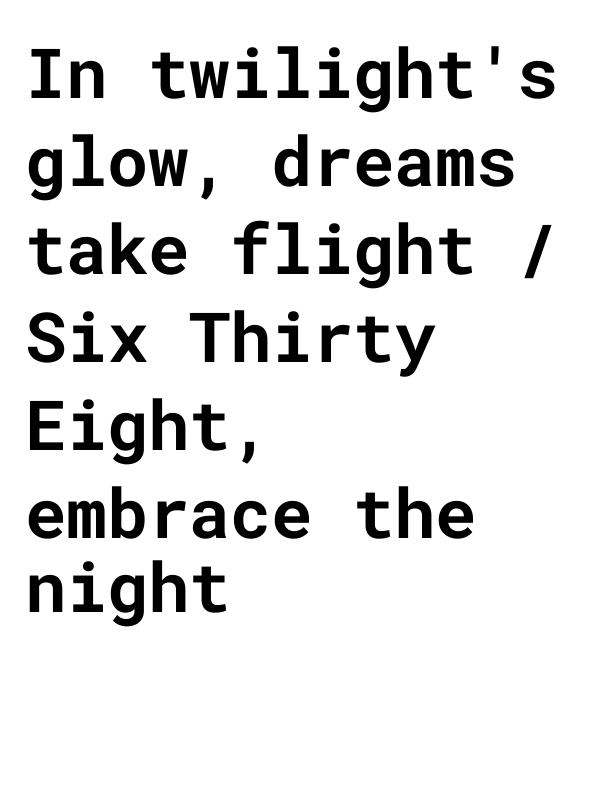 In twilight's
glow, dreams
take flight /
Six Thirty
Eight,
embrace the
night